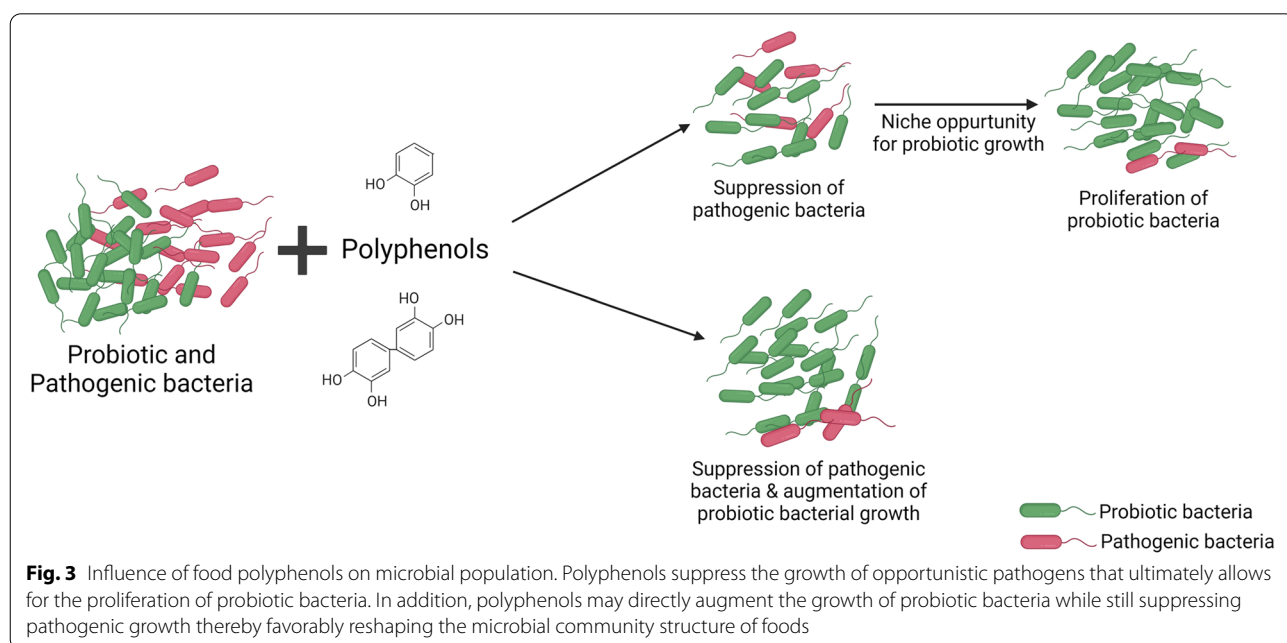 Probiotic and
Pathogenic bacteria
+
HO
OH
Polyphenols
HO
OH
HO
OH
Suppression of
pathogenic bacteria
Niche oppurtunity
for probiotic growth
Proliferation of
probiotic bacteria
Suppression of pathogenic
bacteria & augmentation of
probiotic bacterial growth
Probiotic bacteria
Pathogenic bacteria
Fig. 3 Influence of food polyphenols on microbial population. Polyphenols suppress the growth of opportunistic pathogens that ultimately allows
for the proliferation of probiotic bacteria. In addition, polyphenols may directly augment the growth of probiotic bacteria while still suppressing
pathogenic growth thereby favorably reshaping the microbial community structure of foods